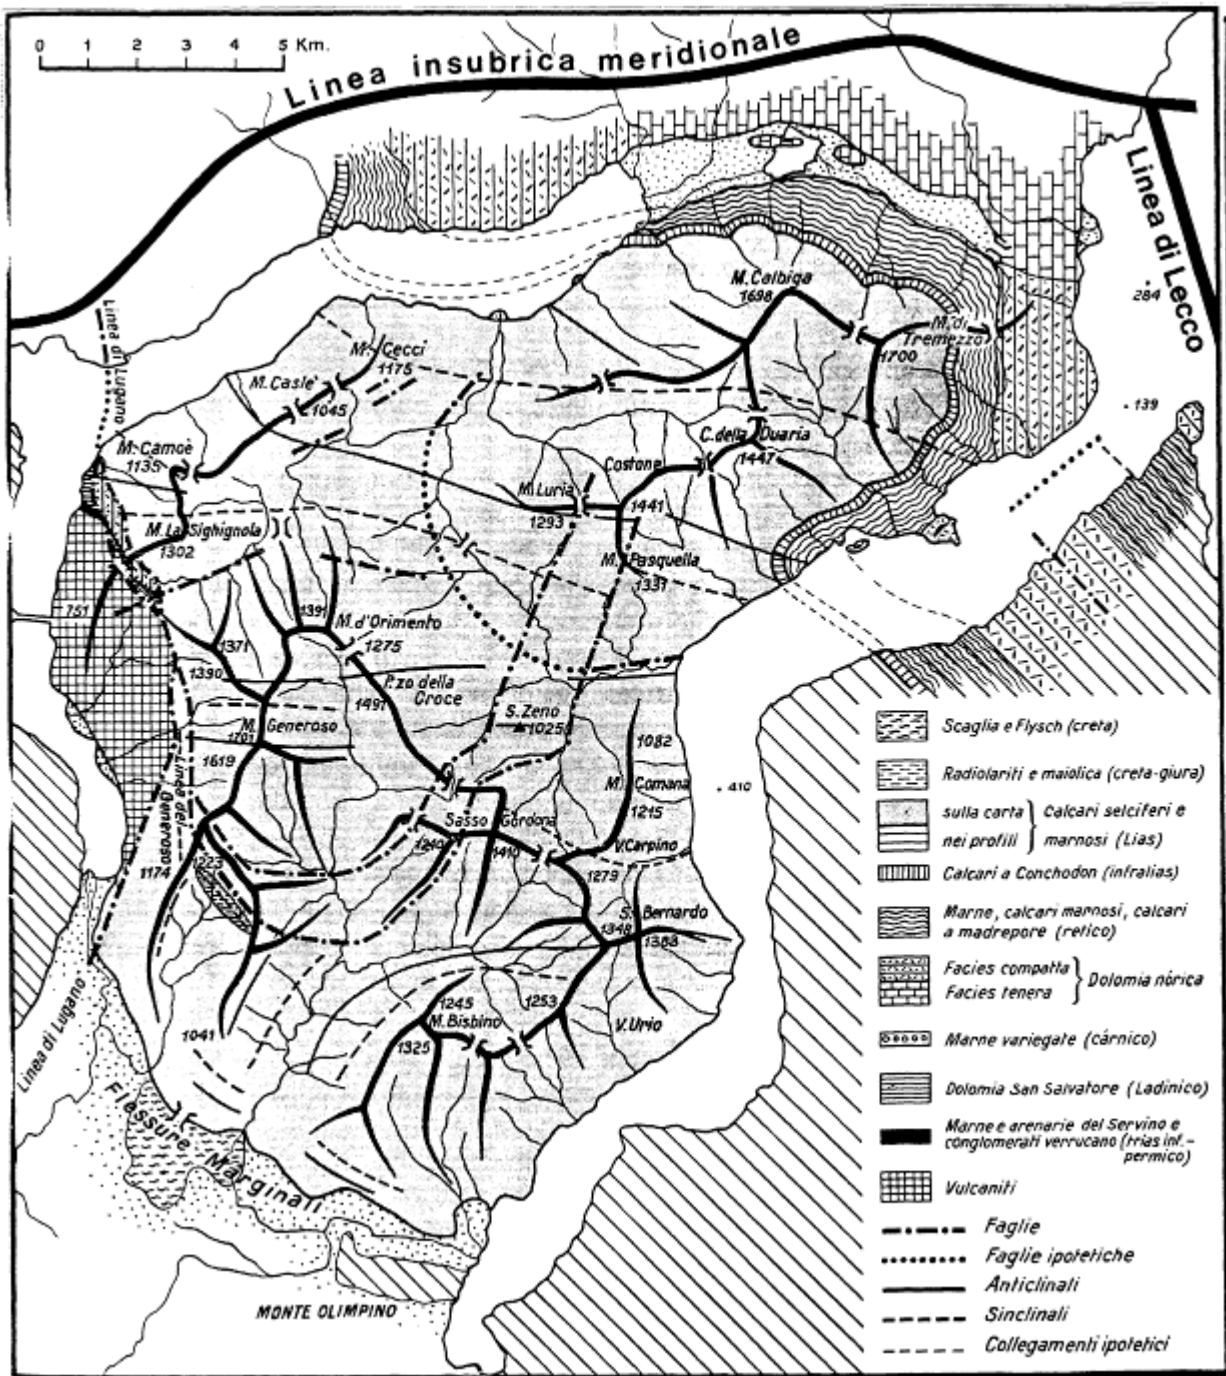 0 1 2 3 4 5 Km.
Linea insubrica meridionale
Linea di Lecco
Linea di Lugano
M. Calbiga
1698
284
M. di
Tremezzo
1700
M. Cecci
1175
M. Casle'
1045
139
M. Camoè
1135
C. della Duaria
1447
Costone
M. Luria
1293
1441
M. La Sighignola
1302
M. Pasquella
1331
751
1391
M. d'Orimento
1275
1371
1390
P.zo della
Croce
1491
S. Zeno
1025
M. Generoso
1701
1082
1619
M. Comana
1215
410
Linea del
Generoso
Sasso Gordona
1240
1410
V. Carpino
1279
1174
1223
S. Bernardo
1348
1383
1245
1253
M. Bisbino
1325
V. Urio
1041
Linea di Lugano
Flessure Marginali
MONTE OLIMPINO
Scaglia e Flysch (creta)
Radiolariti e maiolica (creta-giura)
sulla carta
nei profili
Calcari selciferi e
marnosi (Lias)
Calcari a Conchodon (infralias)
Marne, calcari marnosi, calcari
a madrepore (retico)
Facies compatta
Facies tenera
Dolomia nórica
Marne variegate (cárnico)
Dolomia San Salvatore (Ladinico)
Marne e arenarie del Servino e
conglomerati verrucano (trias inf.-
permico)
Vulcaniti
Faglie
Faglie ipotetiche
Anticlinali
Sinclinali
Collegamenti ipotetici